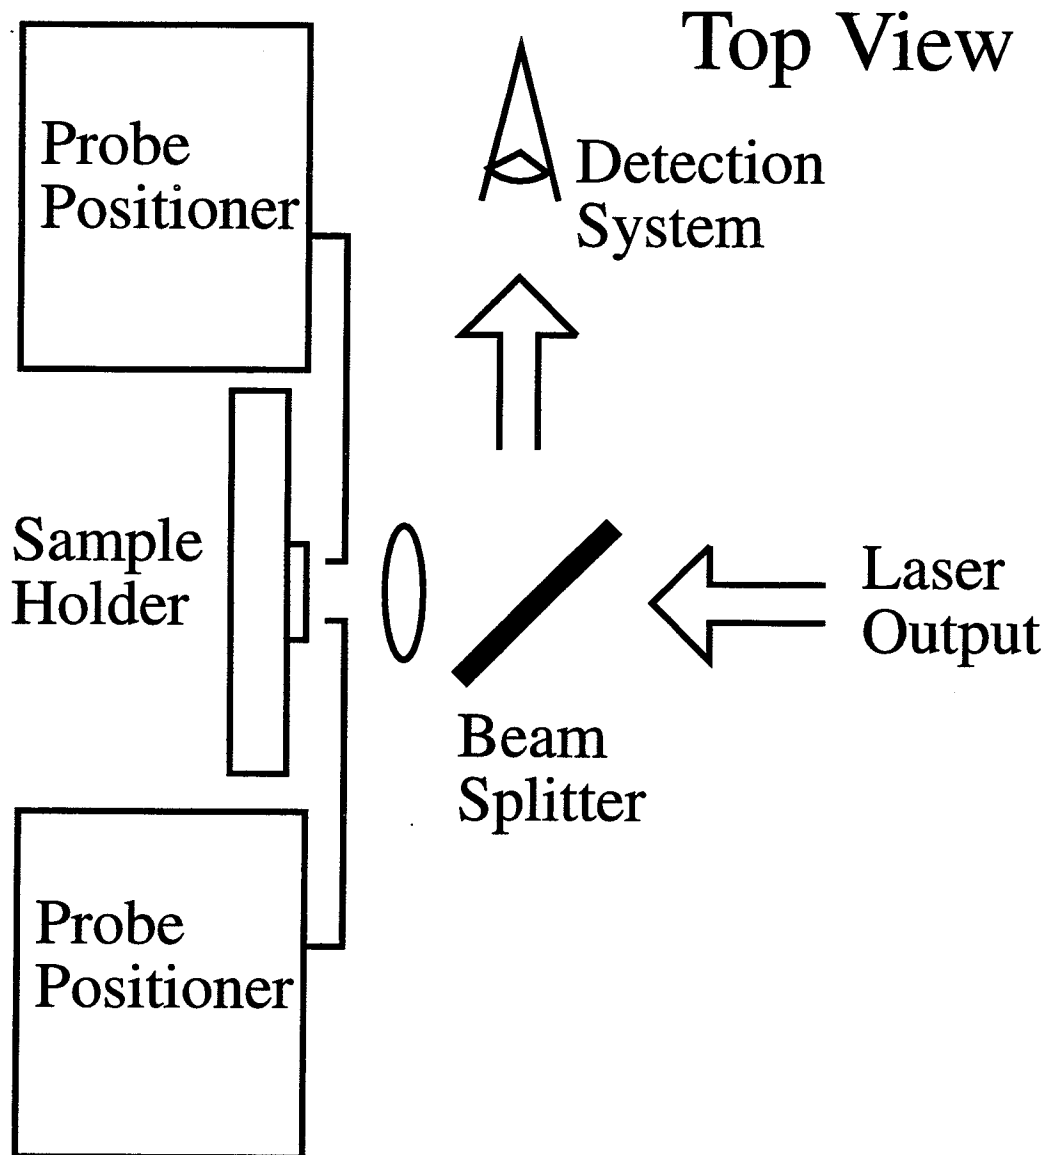 Top View
Probe
Positioner
Detection
System
Sample
Holder
Laser
Output
Beam
Splitter
Probe
Positioner